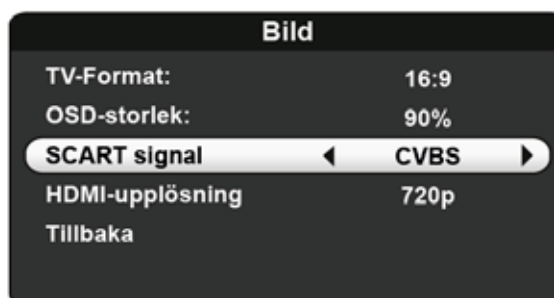 Bild
TV-Format: 16:9
OSD-storlek: 90%
SCART signal CVBS
HDMI-upplösning 720p
Tillbaka